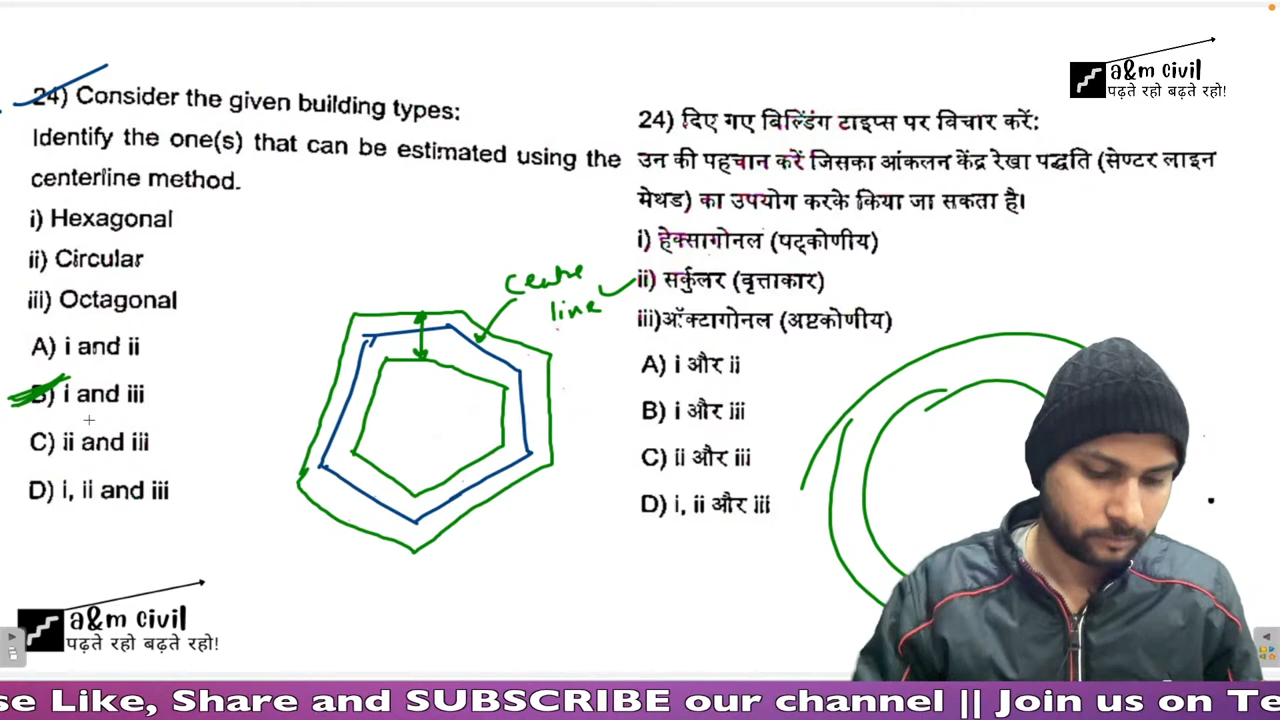 a&m civil
पढ़ते रहो बढ़ते रहो!
24) Consider the given building types:
Identify the one(s) that can be estimated using the
centerline method.
i) Hexagonal
ii) Circular
iii) Octagonal
A) i and ii
B) i and iii
C) ii and iii
D) i, ii and iii
centre
line
24) दिए गए बिल्डिंग टाइप्स पर विचार करें:
उन की पहचान करें जिसका आंकलन केंद्र रेखा पद्धति (सेण्टर लाइन
मेथड) का उपयोग करके किया जा सकता है।
i) हेक्सागोनल (षट्कोणीय)
ii) सर्कुलर (वृत्ताकार)
iii)ऑक्टागोनल (अष्टकोणीय)
A) i और ii
B) i और iii
C) ii और iii
D) i, ii और iii
a&m civil
पढ़ते रहो बढ़ते रहो!
se Like, Share and SUBSCRIBE our channel || Join us on Te